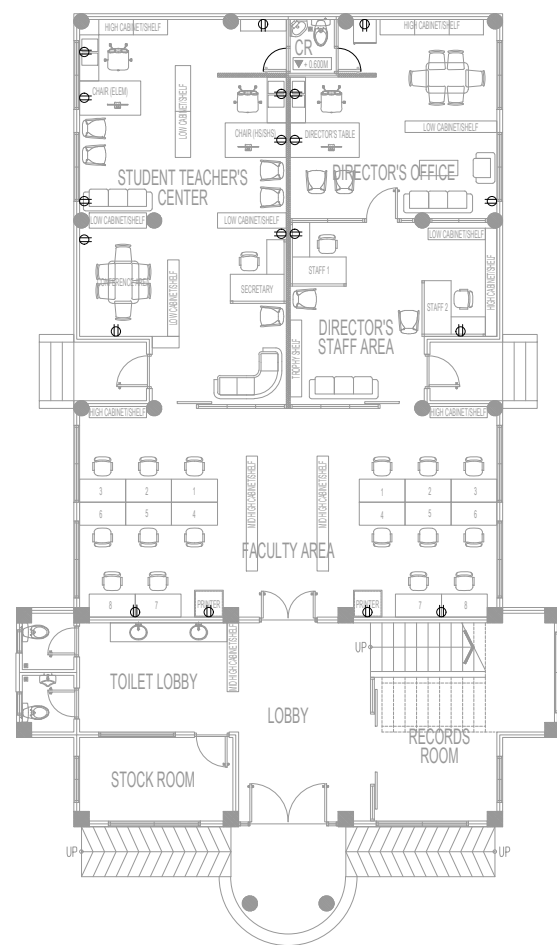 HIGH CABINET/SHELF
HIGH CABINET/SHELF
CR
+ 0.600M
CHAIR (ELEM)
LOW CABINET/SHELF
CHAIR (HS/SHS)
DIRECTOR'S TABLE
LOW CABINET/SHELF
STUDENT TEACHER'S
CENTER
DIRECTOR'S OFFICE
LOW CABINET/SHELF
LOW CABINET/SHELF
LOW CABINET/SHELF
LOW CABINET/SHELF
SECRETARY
STAFF 1
STAFF 2
HIGH CABINET/SHELF
DIRECTOR'S
STAFF AREA
TROPHY SHELF
HIGH CABINET/SHELF
HIGH CABINET/SHELF
3 2 1
6 5 4
MID HIGH CABINET/SHELF
MID HIGH CABINET/SHELF
1 2 3
4 5 6
FACULTY AREA
8 7
PRINTER
PRINTER
7 8
UP
MID HIGH CABINET/SHELF
TOILET LOBBY
LOBBY
RECORDS
ROOM
STOCK ROOM
UP
UP